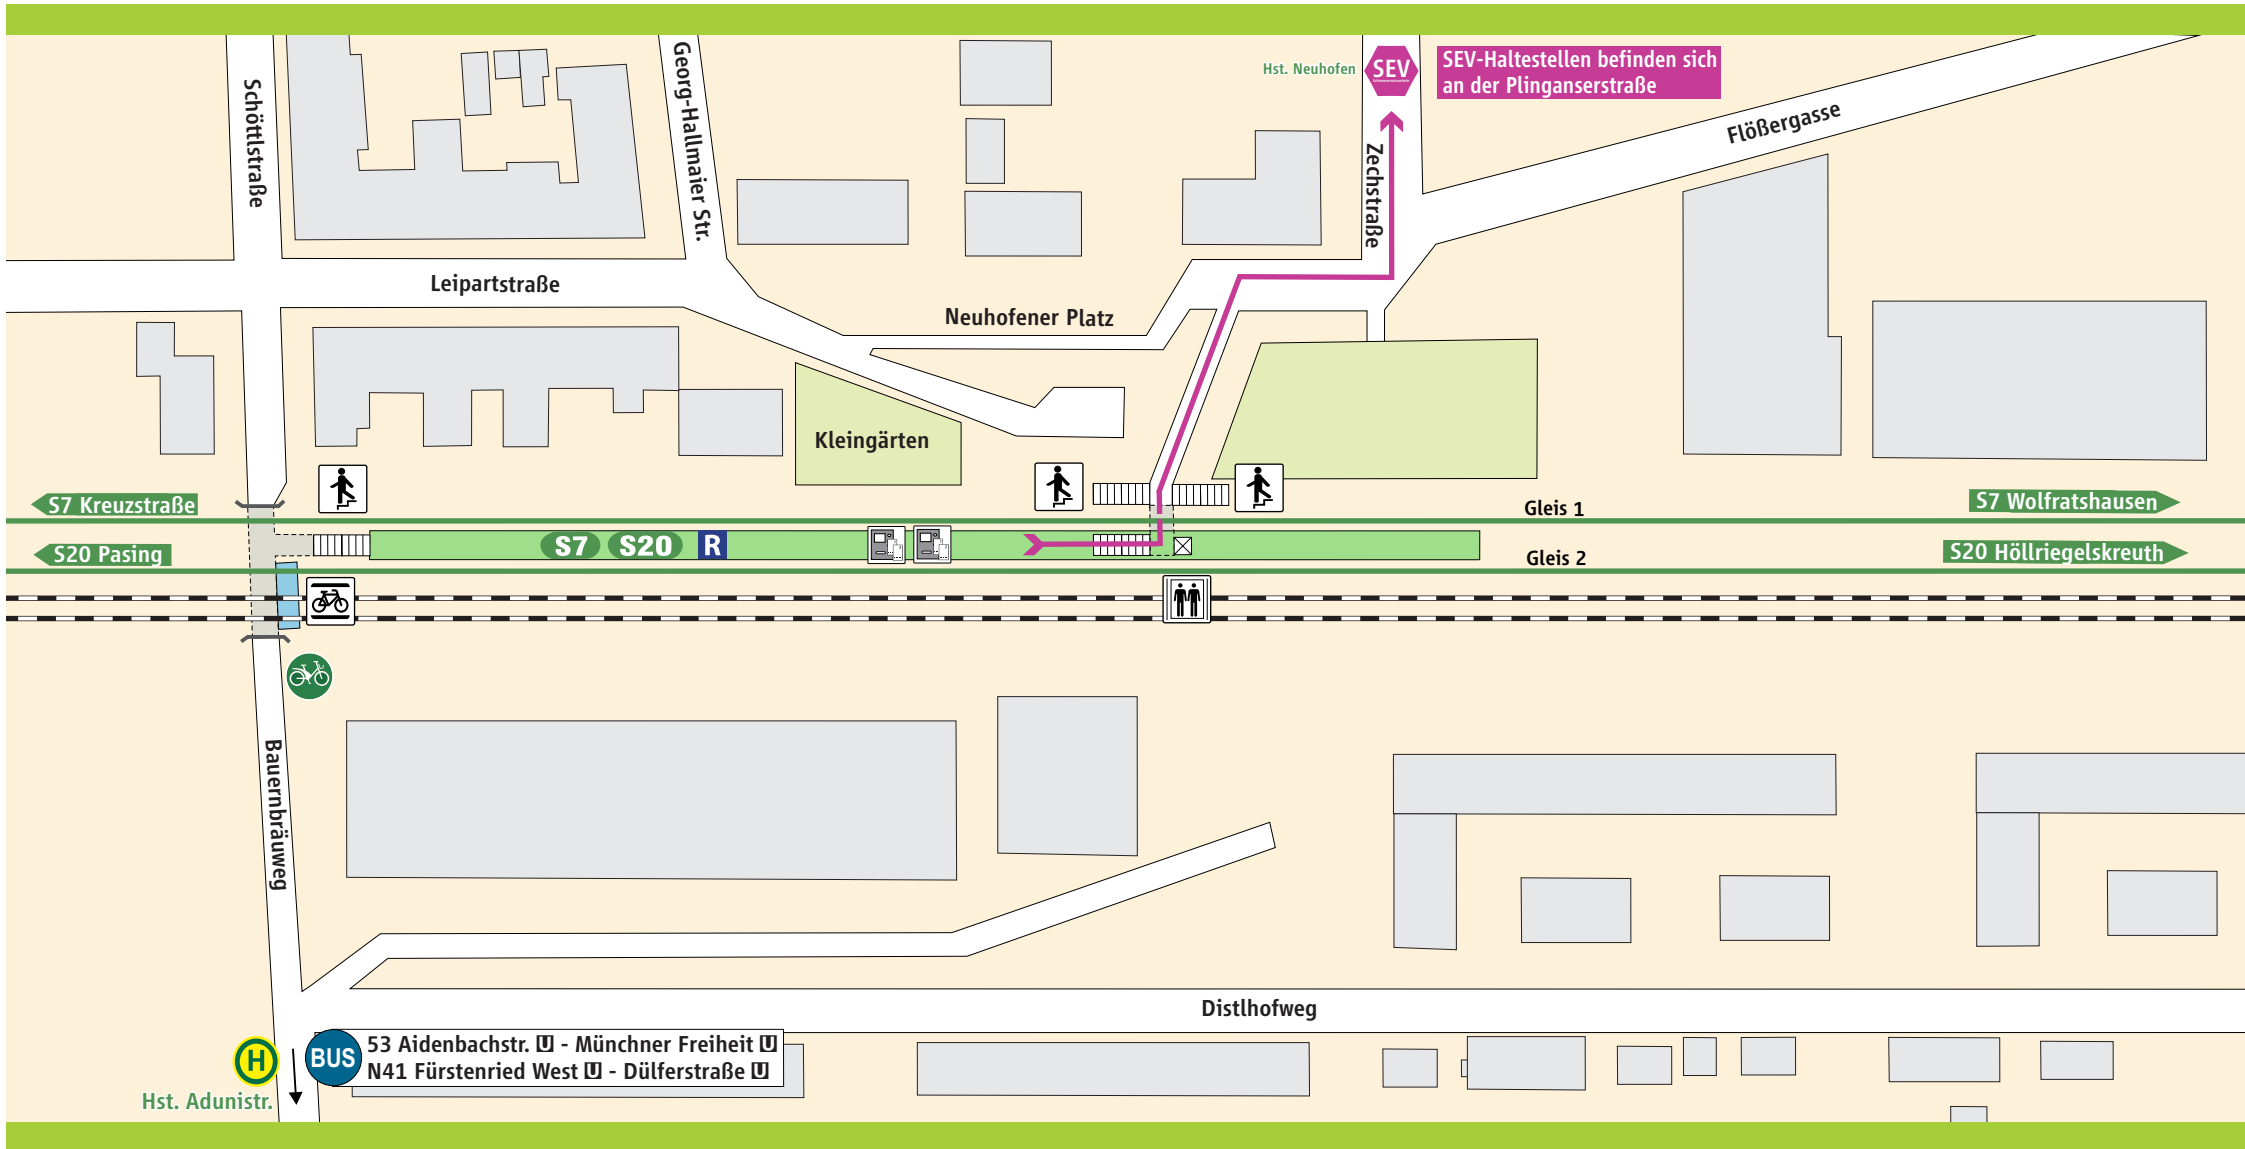 Hst. Neuhofen
SEV
SEV-Haltestellen befinden sich
an der Plinganserstraße
Schöttlstraße
Georg-Hallmaier Str.
Zechstraße
Flößergasse
Leipartstraße
Neuhofener Platz
Kleingärten
S7 Kreuzstraße
S7 Wolfratshausen
Gleis 1
S20 Pasing
S7
S20
R
S20 Höllriegelskreuth
Gleis 2
Bauernbräuweg
Distlhofweg
H
Hst. Adunistr.
BUS
53 Aidenbachstr. U - Münchner Freiheit U
N41 Fürstenried West U - Dülferstraße U